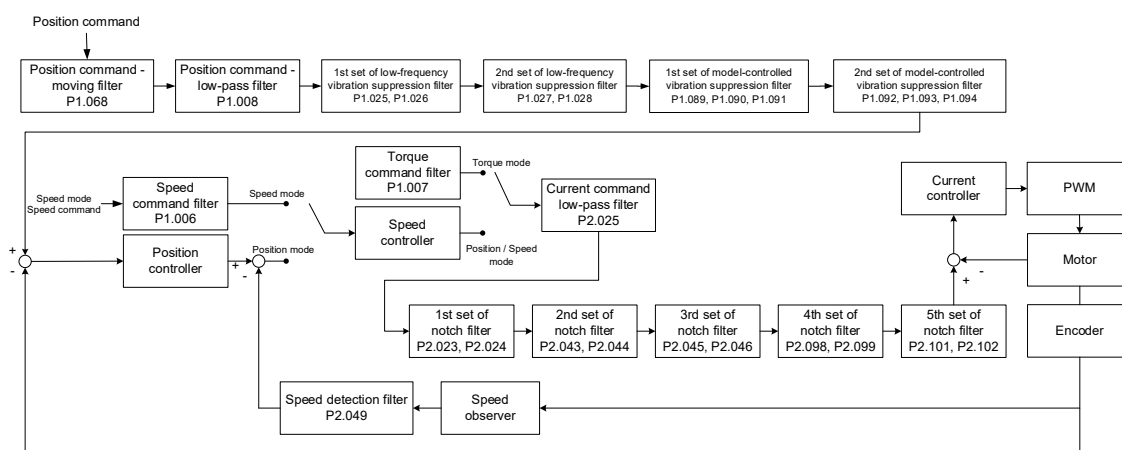 Position command
Position command -
moving filter
P1.068
Position command -
low-pass filter
P1.008
1st set of low-frequency
vibration suppression filter
P1.025, P1.026
2nd set of low-frequency
vibration suppression filter
P1.027, P1.028
1st set of model-controlled
vibration suppression filter
P1.089, P1.090, P1.091
2nd set of model-controlled
vibration suppression filter
P1.092, P1.093, P1.094
Speed mode
Speed command
Speed
command filter
P1.006
Speed mode
Torque
command filter
P1.007
Torque mode
Current command
low-pass filter
P2.025
Current
controller
PWM
+
-
Position
controller
+
-
Position mode
Speed
controller
Position / Speed
mode
-
+
Motor
1st set of
notch filter
P2.023, P2.024
2nd set of
notch filter
P2.043, P2.044
3rd set of
notch filter
P2.045, P2.046
4th set of
notch filter
P2.098, P2.099
5th set of
notch filter
P2.101, P2.102
Encoder
Speed detection filter
P2.049
Speed
observer